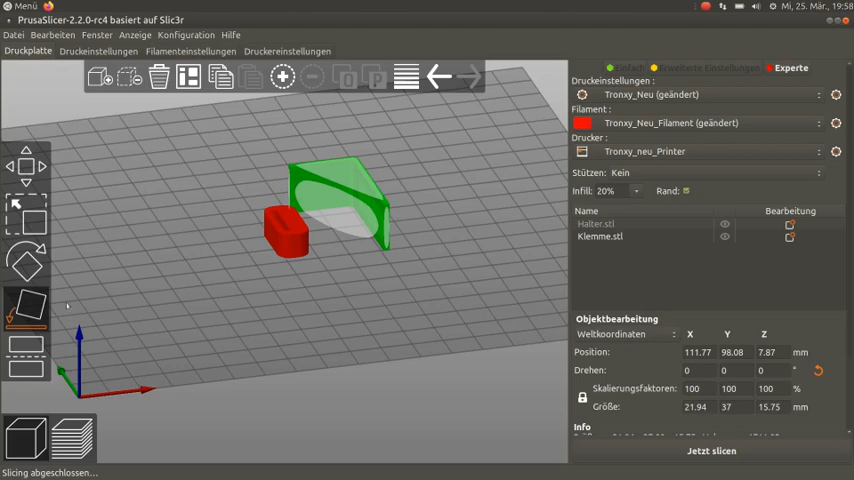 Menü
Mi, 25. Mär., 19:58
PrusaSlicer-2.2.0-rc4 basiert auf Slic3r
Datei Bearbeiten Fenster Anzeige Konfiguration Hilfe
Druckplatte Druckeinstellungen Filamenteinstellungen Druckereinstellungen
Einfach Erweiterte Einstellungen Experte
Druckeinstellungen :
Tronxy_Neu (geändert)
Filament :
Tronxy_Neu_Filament (geändert)
Drucker :
Tronxy_neu_Printer
Stützen: Kein
Infill: 20% Rand:
Name Bearbeitung
Halter.stl
Klemme.stl
Objektbearbeitung
Weltkoordinaten X Y Z
Position: 111.77 98.08 7.87 mm
Drehen: 0 0 0 °
Skalierungsfaktoren: 100 100 100 %
Größe: 21.94 37 15.75 mm
Info
Jetzt slicen
Slicing abgeschlossen…